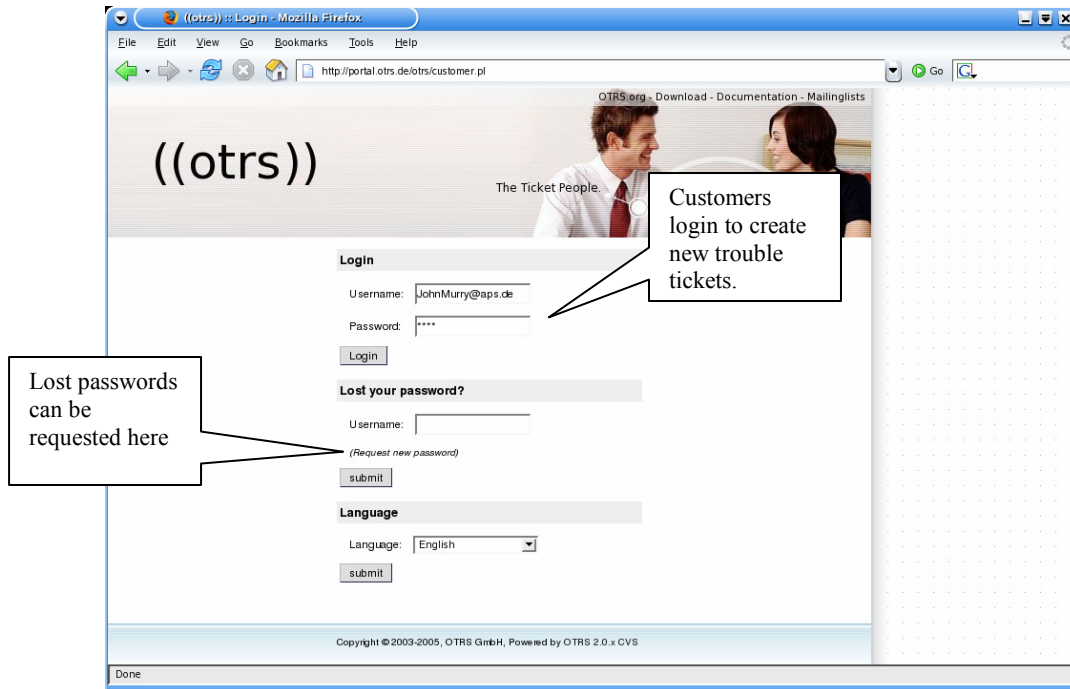 ((otrs)) :: Login - Mozilla Firefox
File Edit View Go Bookmarks Tools Help
http://portal.otrs.de/otrs/customer.pl
Go
G
OTRS.org - Download - Documentation - Mailinglists
((otrs))
The Ticket People.
Customers
login to create
new trouble
tickets.
Login
Username: JohnMurry@aps.de
Password: ****
Login
Lost passwords
can be
requested here
Lost your password?
Username:
(Request new password)
submit
Language
Language: English
submit
Copyright © 2003-2005, OTRS GmbH, Powered by OTRS 2.0.x CVS
Done